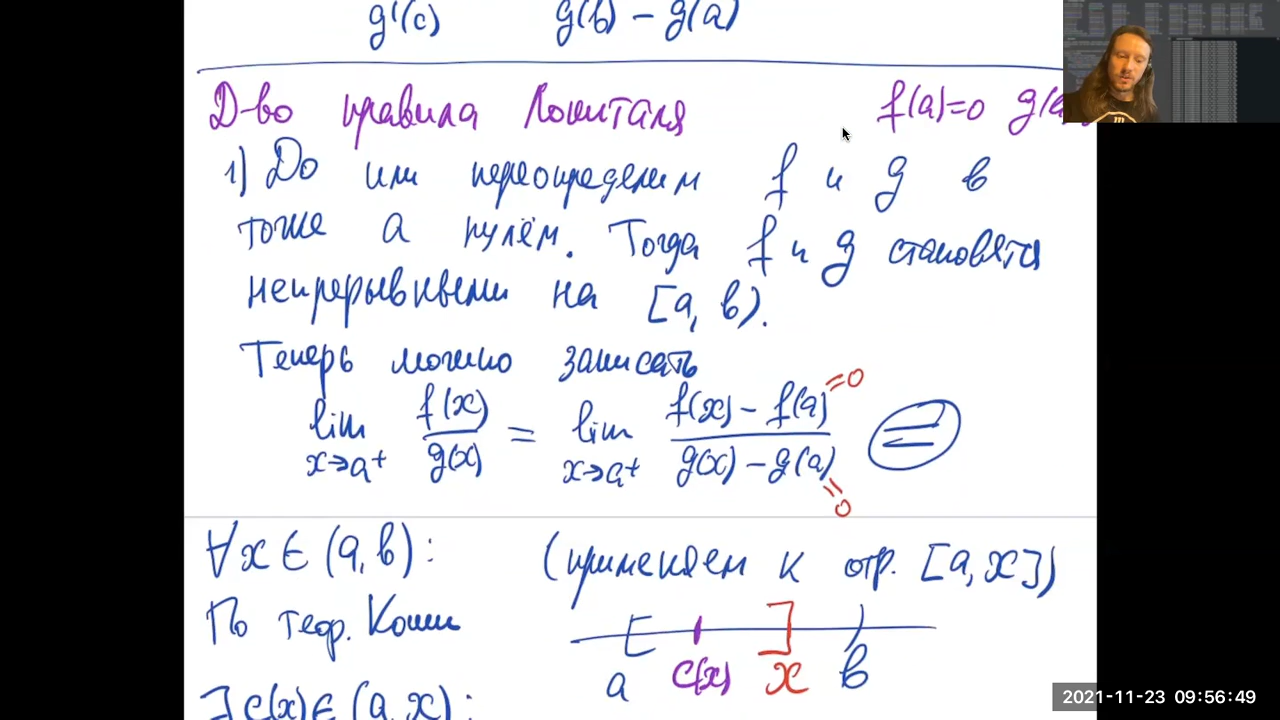 g'(c) g(b) – g(a)
Д-во правила Лопиталя f(a)=0 g(a
1) До или переопределим f и g в
точке a нулём. Тогда f и g становятся
непрерывными на [a, b).
Теперь можно записать
lim x→a+ f(x)/g(x) = lim x→a+ (f(x) – f(a))/(g(x) – g(a)) =
=0
=0
∀x ∈ (a, b): (применяем к отр. [a, x])
По теор. Коши
a c(x) x b
∃ c(x) ∈ (a, x):
2021-11-23 09:56:49